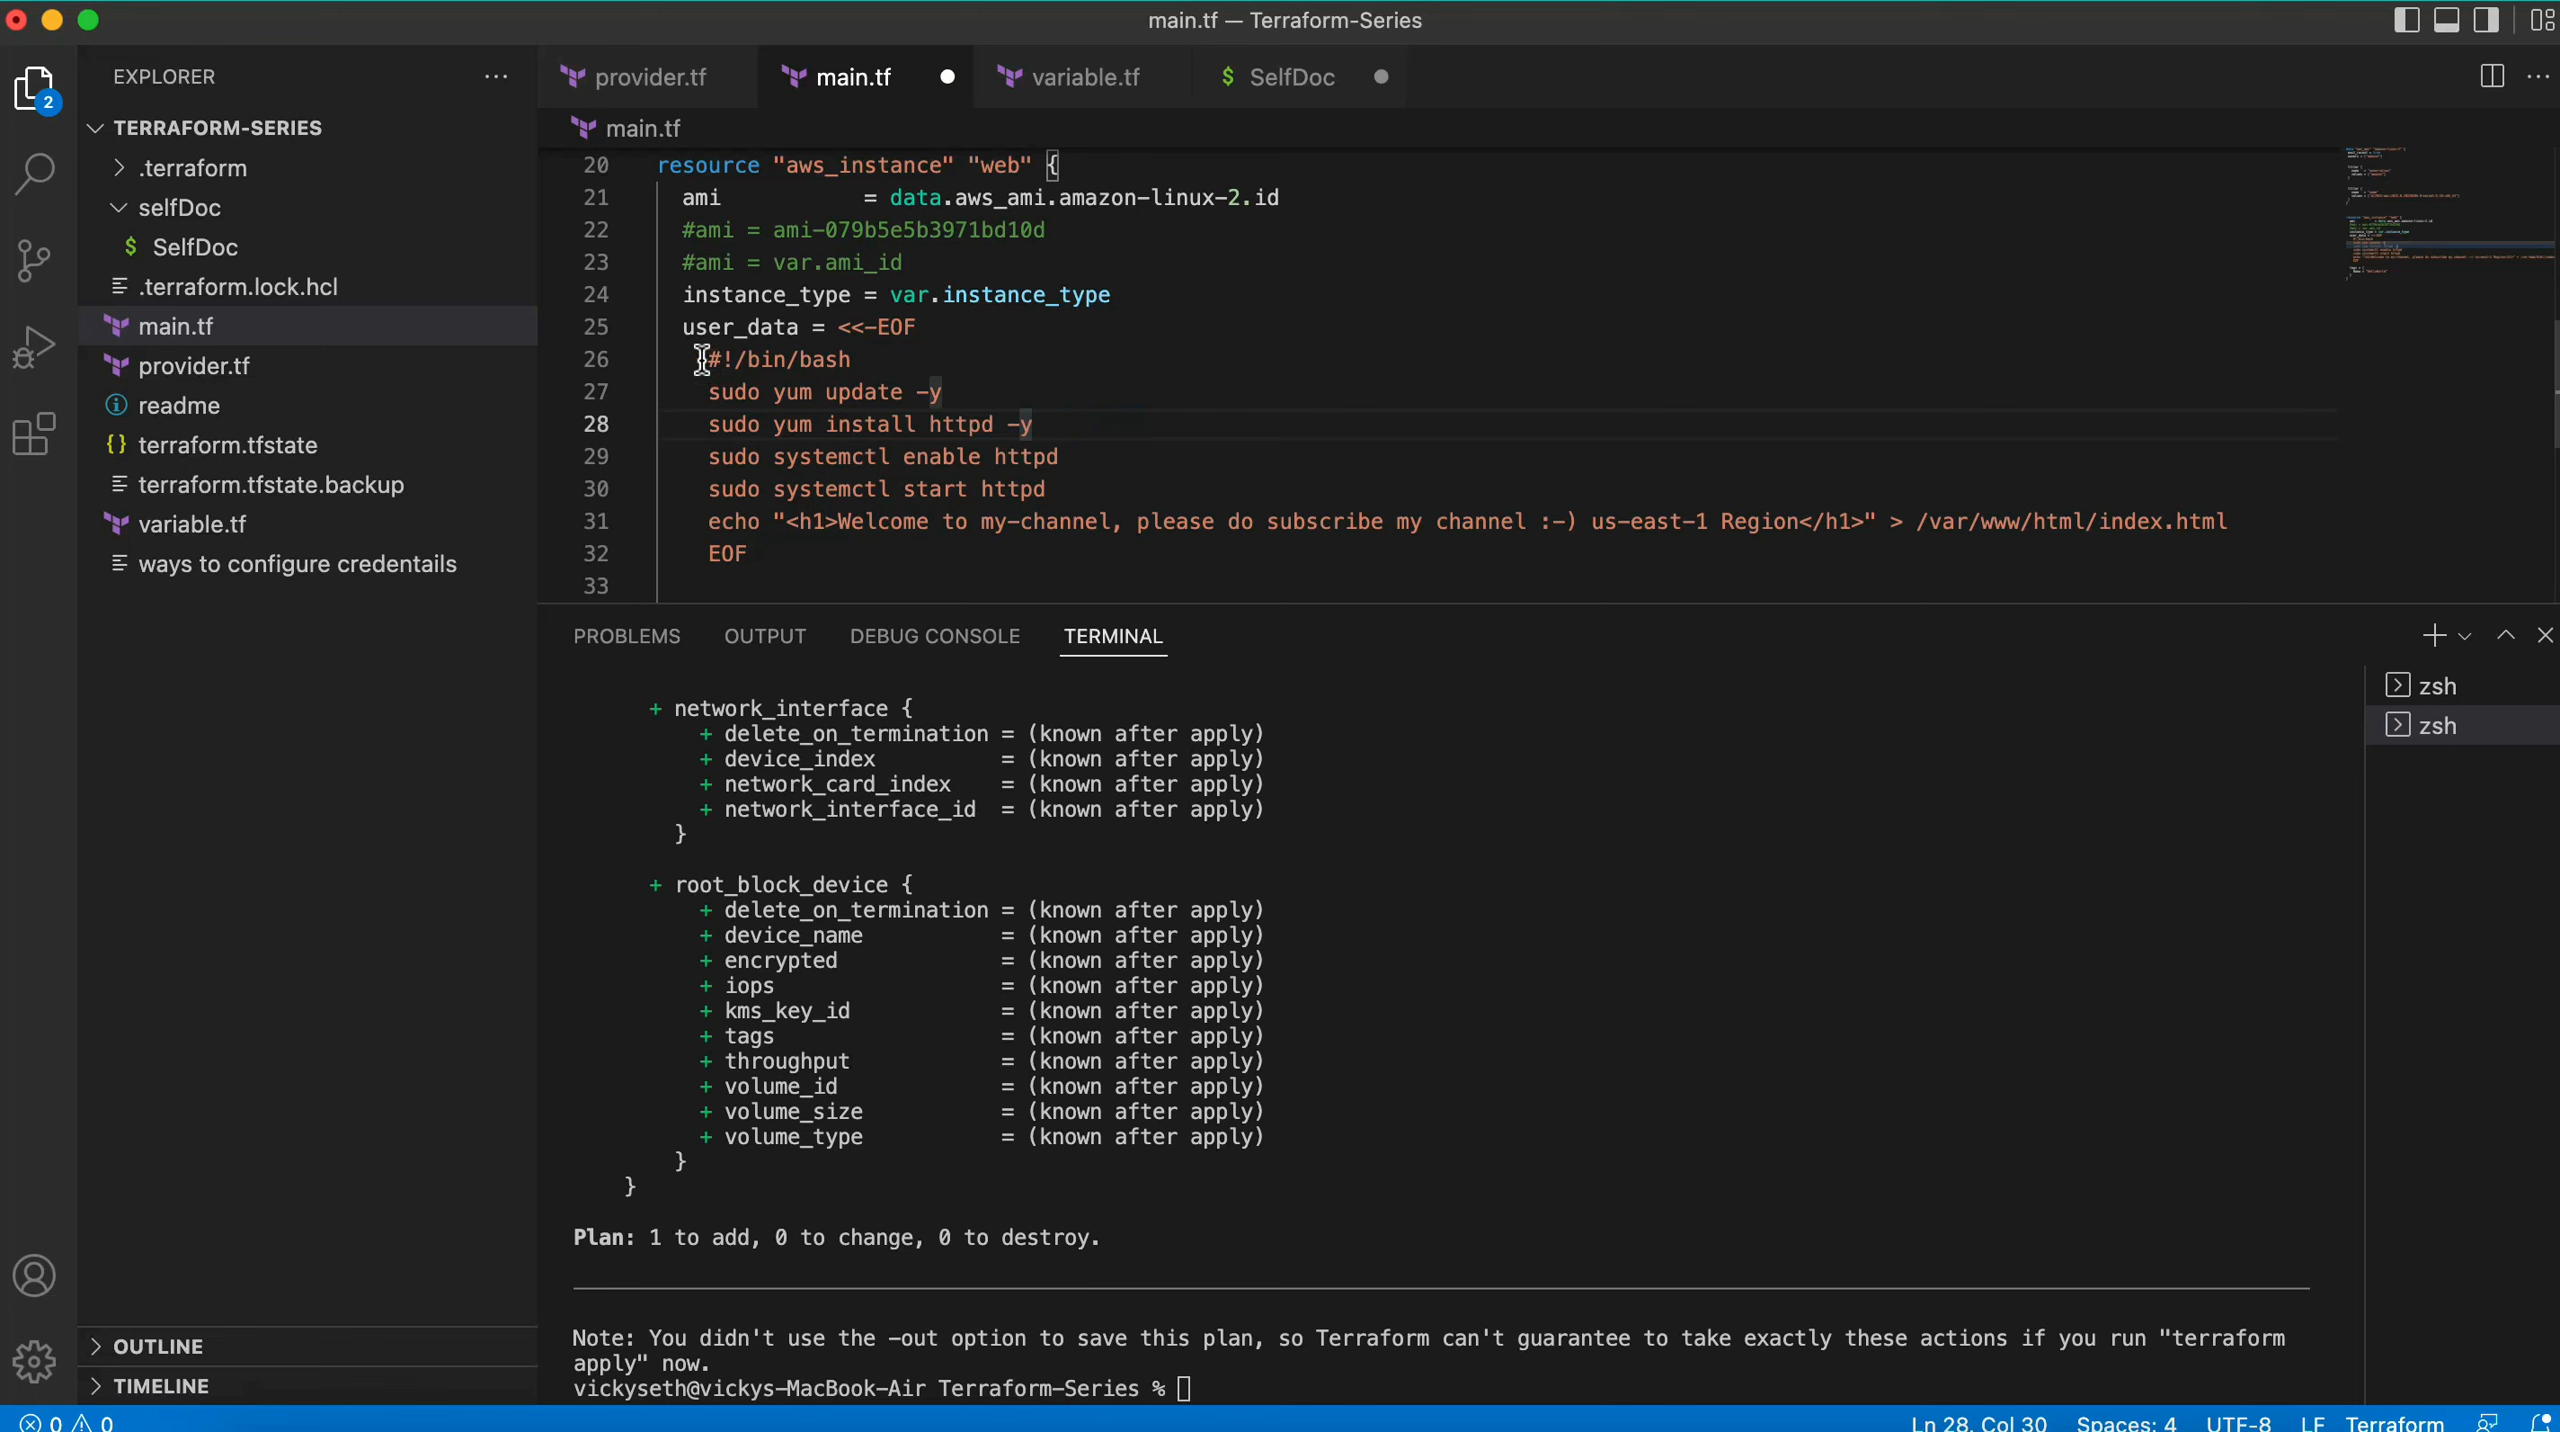 main.tf — Terraform-Series
EXPLORER
2
TERRAFORM-SERIES
.terraform
selfDoc
$ SelfDoc
.terraform.lock.hcl
main.tf
provider.tf
readme
{} terraform.tfstate
terraform.tfstate.backup
variable.tf
ways to configure credentails
OUTLINE
TIMELINE
provider.tf main.tf variable.tf $ SelfDoc
main.tf
20 resource "aws_instance" "web" {
21 ami = data.aws_ami.amazon-linux-2.id
22 #ami = ami-079b5e5b3971bd10d
23 #ami = var.ami_id
24 instance_type = var.instance_type
25 user_data = <<-EOF
26 #!/bin/bash
27 sudo yum update -y
28 sudo yum install httpd -y
29 sudo systemctl enable httpd
30 sudo systemctl start httpd
31 echo "<h1>Welcome to my-channel, please do subscribe my channel :-) us-east-1 Region</h1>" > /var/www/html/index.html
32 EOF
33
PROBLEMS OUTPUT DEBUG CONSOLE TERMINAL
+ network_interface {
+ delete_on_termination = (known after apply)
+ device_index = (known after apply)
+ network_card_index = (known after apply)
+ network_interface_id = (known after apply)
}
+ root_block_device {
+ delete_on_termination = (known after apply)
+ device_name = (known after apply)
+ encrypted = (known after apply)
+ iops = (known after apply)
+ kms_key_id = (known after apply)
+ tags = (known after apply)
+ throughput = (known after apply)
+ volume_id = (known after apply)
+ volume_size = (known after apply)
+ volume_type = (known after apply)
}
}
Plan: 1 to add, 0 to change, 0 to destroy.
Note: You didn't use the -out option to save this plan, so Terraform can't guarantee to take exactly these actions if you run "terraform
apply" now.
vickyseth@vickys-MacBook-Air Terraform-Series %
zsh
zsh
0 0 Ln 28, Col 30 Spaces: 4 UTF-8 LF Terraform